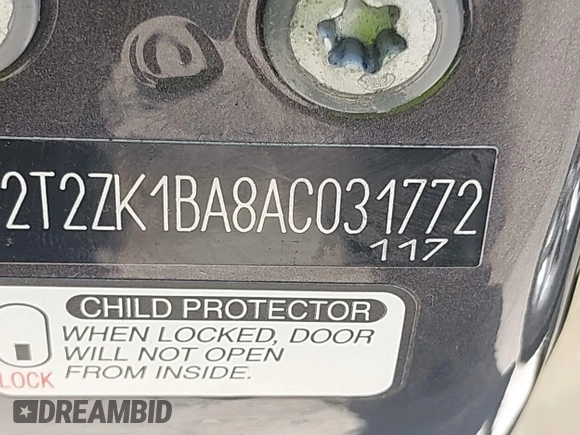 2T2ZK1BA8AC031772
117
CHILD PROTECTOR
WHEN LOCKED, DOOR
WILL NOT OPEN
FROM INSIDE.
LOCK
DREAMBID